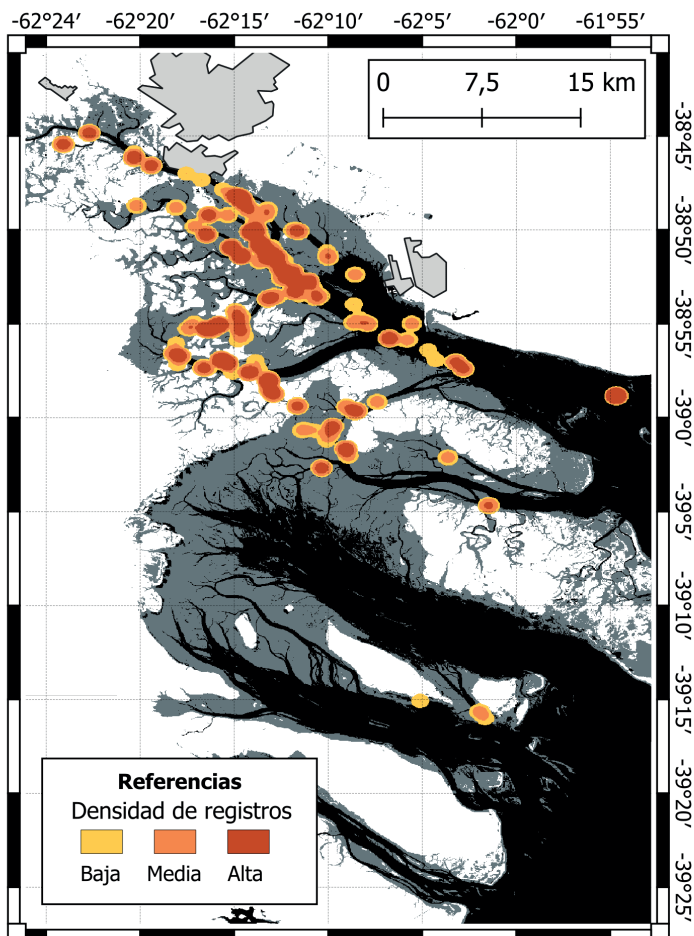 -62°24′ -62°20′ -62°15′ -62°10′ -62°5′ -62°0′ -61°55′
0 7,5 15 km
-38°45′
-38°50′
-38°55′
-39°0′
-39°5′
-39°10′
-39°15′
-39°20′
-39°25′
Referencias
Densidad de registros
Baja Media Alta